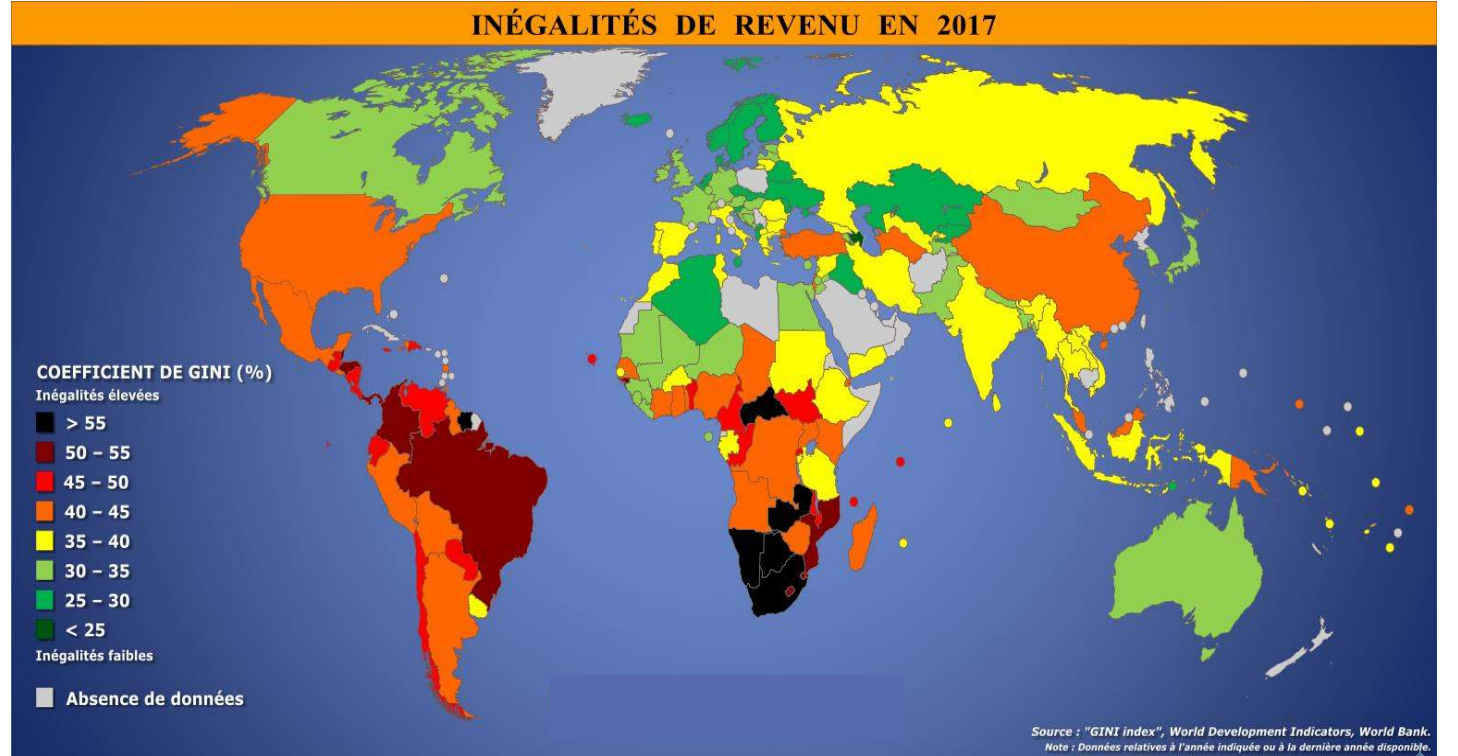 INÉGALITÉS DE REVENU EN 2017
COEFFICIENT DE GINI (%)
Inégalités élevées
> 55
50 – 55
45 – 50
40 – 45
35 – 40
30 – 35
25 – 30
< 25
Inégalités faibles
Absence de données
Source : "GINI index", World Development Indicators, World Bank.
Note : Données relatives à l'année indiquée ou à la dernière année disponible.